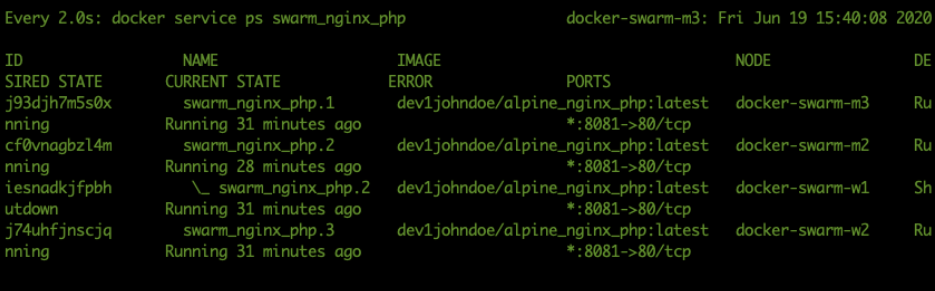 Every 2.0s: docker service ps swarm_nginx_php docker-swarm-m3: Fri Jun 19 15:40:08 2020
ID NAME IMAGE NODE DE
SIRED STATE CURRENT STATE ERROR PORTS
j93djh7m5s0x swarm_nginx_php.1 dev1johndoe/alpine_nginx_php:latest docker-swarm-m3 Ru
nning Running 31 minutes ago *:8081->80/tcp
cf0vnagbzl4m swarm_nginx_php.2 dev1johndoe/alpine_nginx_php:latest docker-swarm-m2 Ru
nning Running 28 minutes ago *:8081->80/tcp
iesnadkjfpbh \_ swarm_nginx_php.2 dev1johndoe/alpine_nginx_php:latest docker-swarm-w1 Sh
utdown Running 31 minutes ago *:8081->80/tcp
j74uhfjnscjq swarm_nginx_php.3 dev1johndoe/alpine_nginx_php:latest docker-swarm-w2 Ru
nning Running 31 minutes ago *:8081->80/tcp